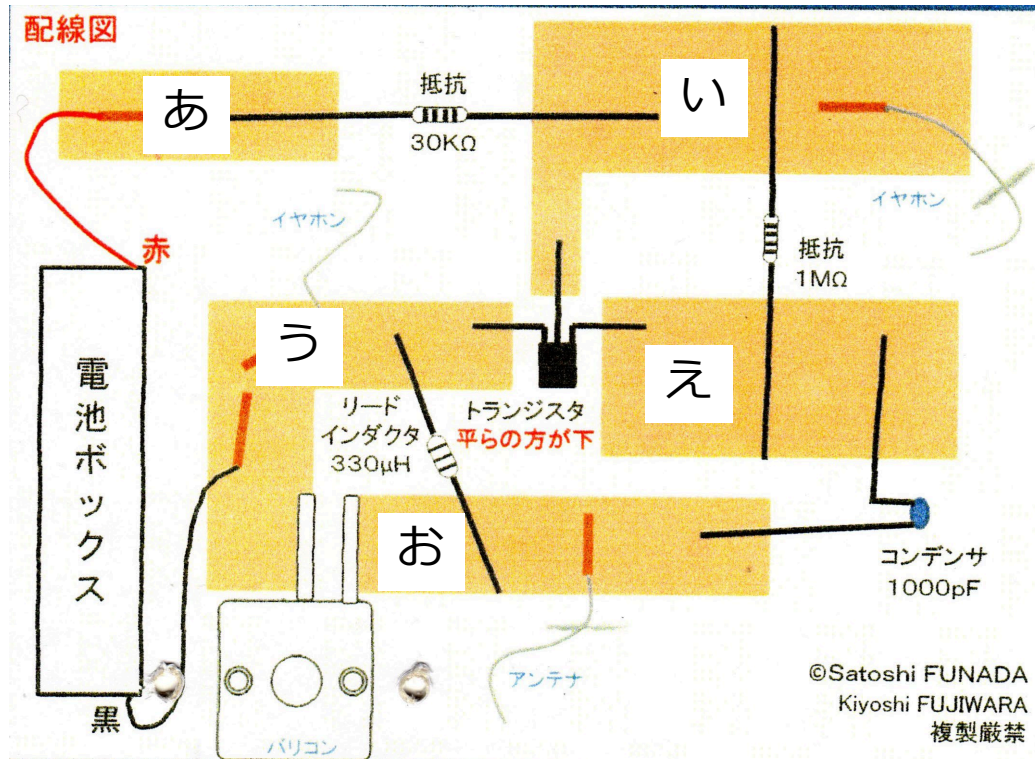 配線図
あ
抵抗
30KΩ
い
イヤホン
イヤホン
赤
抵抗
1MΩ
電池ボックス
う
リード
インダクタ
330μH
トランジスタ
平らの方が下
え
お
コンデンサ
1000pF
アンテナ
黒
バリコン
©Satoshi FUNADA
Kiyoshi FUJIWARA
複製厳禁